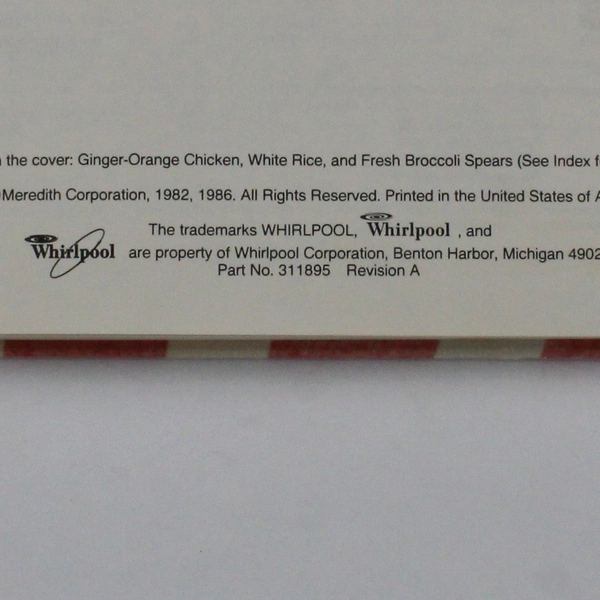 the cover: Ginger-Orange Chicken, White Rice, and Fresh Broccoli Spears (See Index f
Meredith Corporation, 1982, 1986. All Rights Reserved. Printed in the United States of A
The trademarks WHIRLPOOL, Whirlpool , and
Whirlpool are property of Whirlpool Corporation, Benton Harbor, Michigan 4902
Part No. 311895 Revision A